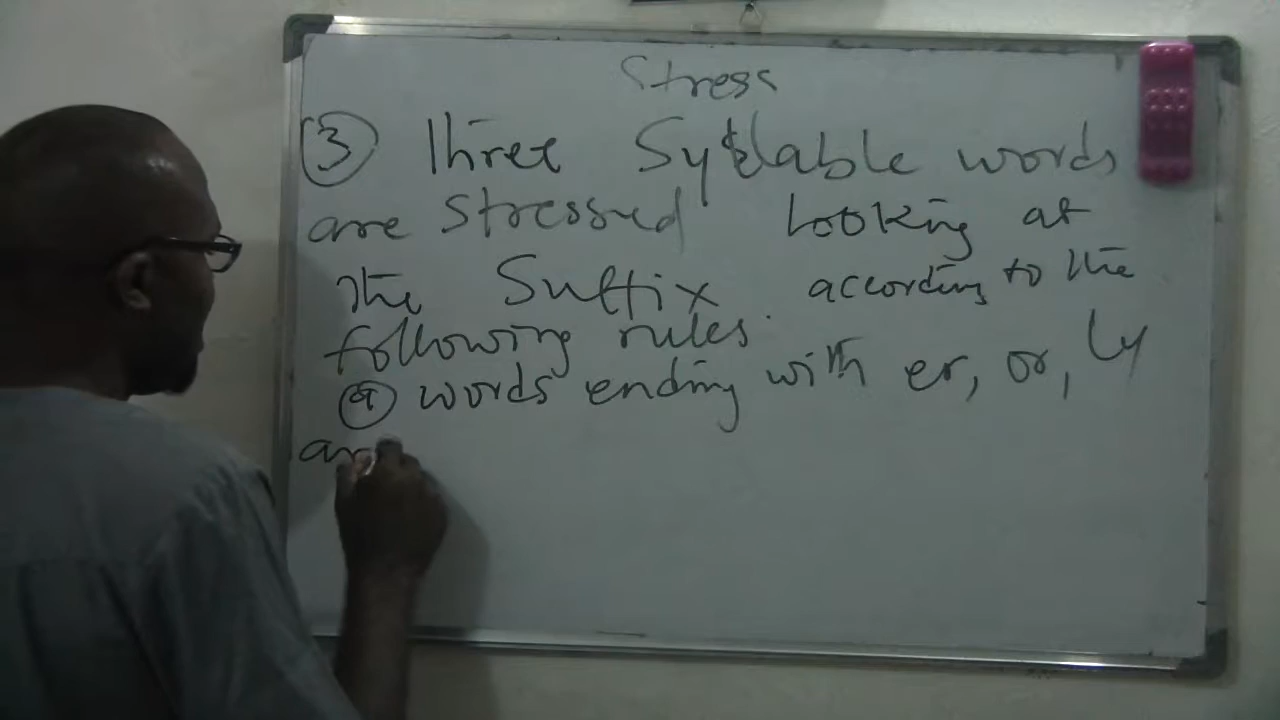 Stress
③ Three Syllable words
are Stressed looking at
the Suffix. according to the
following rules.
ⓐ words ending with er, or, ly